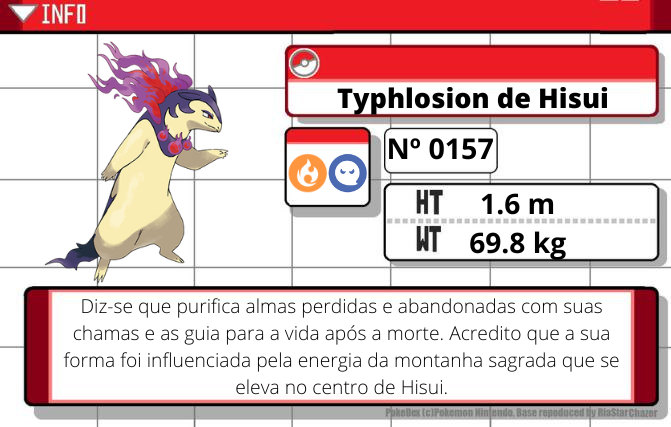 INFO
Typhlosion de Hisui
Nº 0157
HT 1.6 m
WT 69.8 kg
Diz-se que purifica almas perdidas e abandonadas com suas
chamas e as guia para a vida após a morte. Acredito que a sua
forma foi influenciada pela energia da montanha sagrada que se
eleva no centro de Hisui.
PokeDex (c)Pokemon Nintendo. Base reproduced by RiaStarChazer